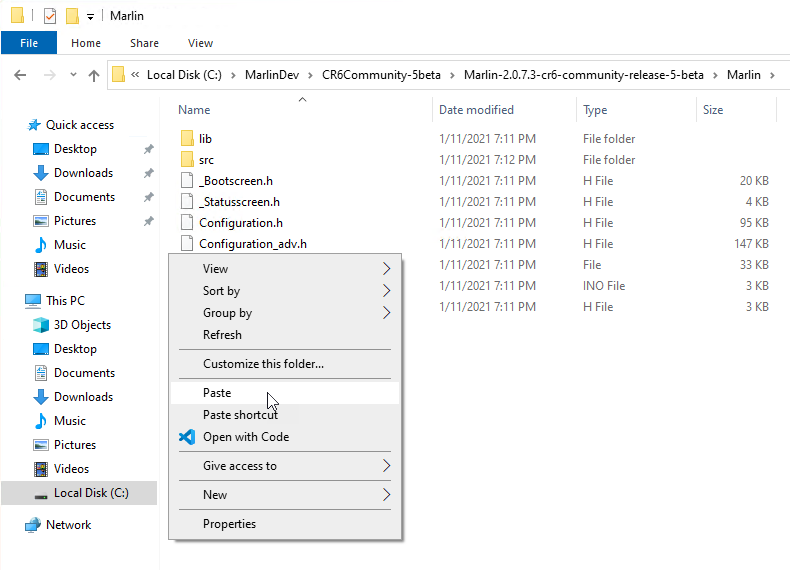 Marlin
File Home Share View
« Local Disk (C:) > MarlinDev > CR6Community-5beta > Marlin-2.0.7.3-cr6-community-release-5-beta > Marlin >
Name Date modified Type Size
Quick access
Desktop
Downloads
Documents
Pictures
Music
Videos
This PC
3D Objects
Desktop
Documents
Downloads
Music
Pictures
Videos
Local Disk (C:)
Network
lib 1/11/2021 7:11 PM File folder
src 1/11/2021 7:12 PM File folder
_Bootscreen.h 1/11/2021 7:11 PM H File 20 KB
_Statusscreen.h 1/11/2021 7:11 PM H File 4 KB
Configuration.h 1/11/2021 7:11 PM H File 95 KB
Configuration_adv.h 1/11/2021 7:11 PM H File 147 KB
1/11/2021 7:11 PM File 33 KB
1/11/2021 7:11 PM INO File 3 KB
1/11/2021 7:11 PM H File 3 KB
View
Sort by
Group by
Refresh
Customize this folder...
Paste
Paste shortcut
Open with Code
Give access to
New
Properties